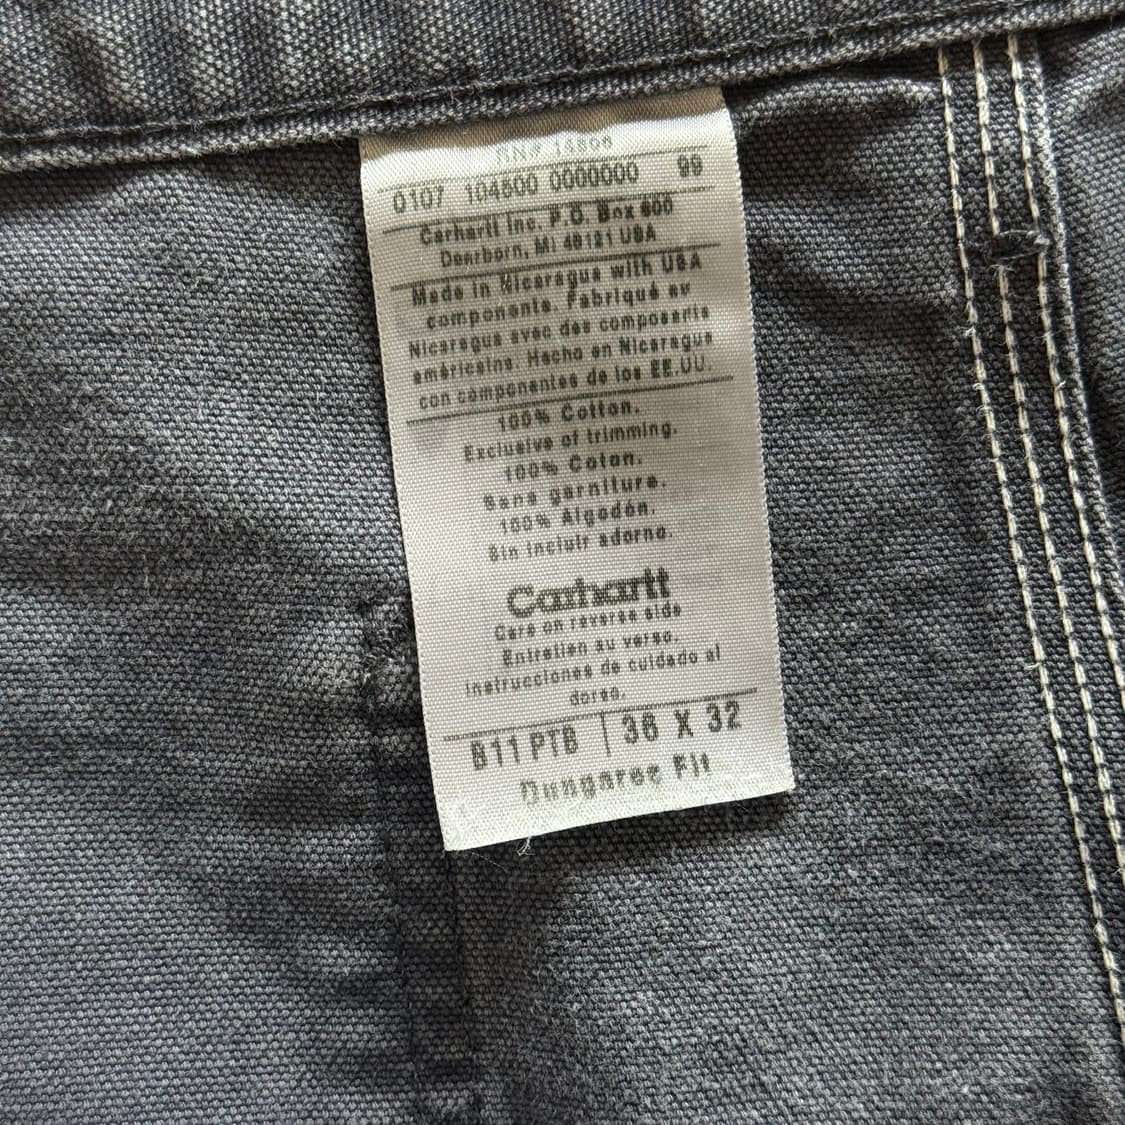 RN# 14806
0107 104600 0000000 99
Carhartt Inc. P.O. Box 600
Dearborn, MI 48121 USA
Made in Nicaragua with USA
components. Fabriqué au
Nicaragua avec des composants
américains. Hecho en Nicaragua
con componentes de los EE.UU.
100% Cotton.
Exclusive of trimming.
100% Coton.
Sans garniture.
100% Algodón.
Sin incluir adorno.
Carhartt
Care on reverse side
Entretien au verso.
Instrucciones de cuidado al
dorso.
B11 PTB | 36 X 32
Dungaree Fit